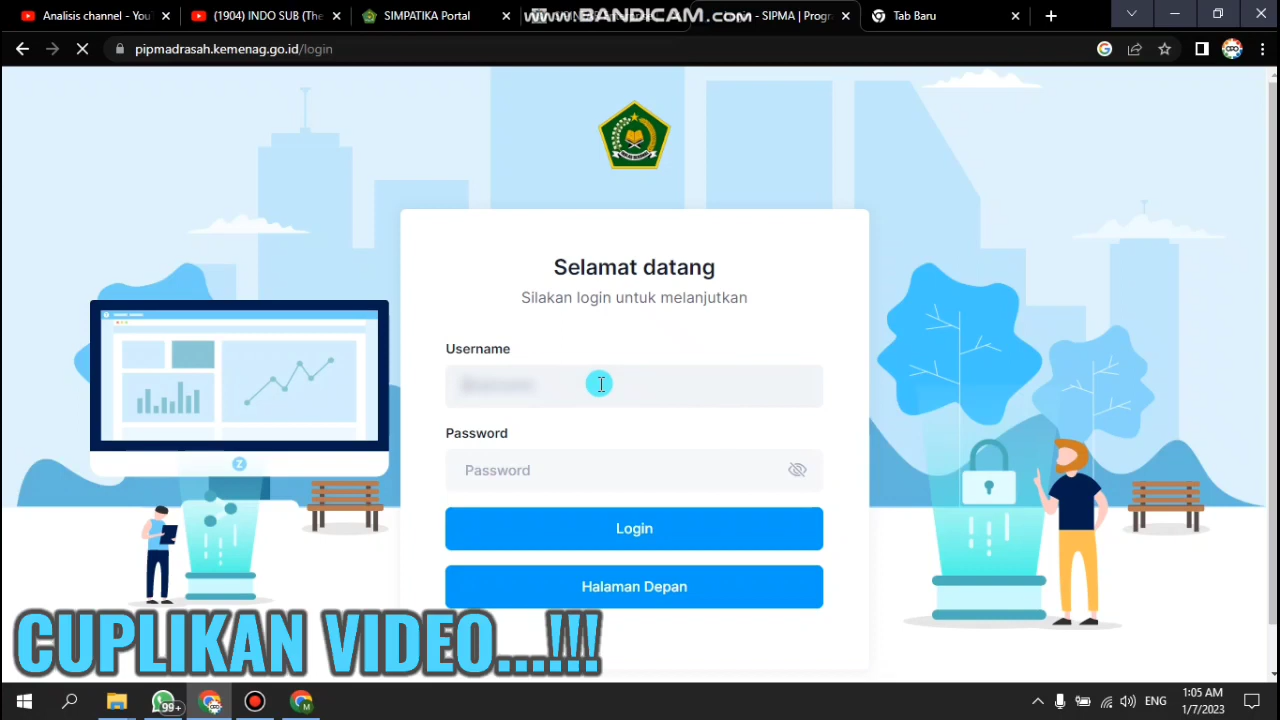 Analisis channel - You
(1904) INDO SUB (The
SIMPATIKA Portal
WWW.BANDICAM.COM
- SIPMA | Progr
Tab Baru
pipmadrasah.kemenag.go.id/login
Selamat datang
Silakan login untuk melanjutkan
Username
Password
Password
Login
Halaman Depan
CUPLIKAN VIDEO...!!!
99+
ENG
1:05 AM
1/7/2023